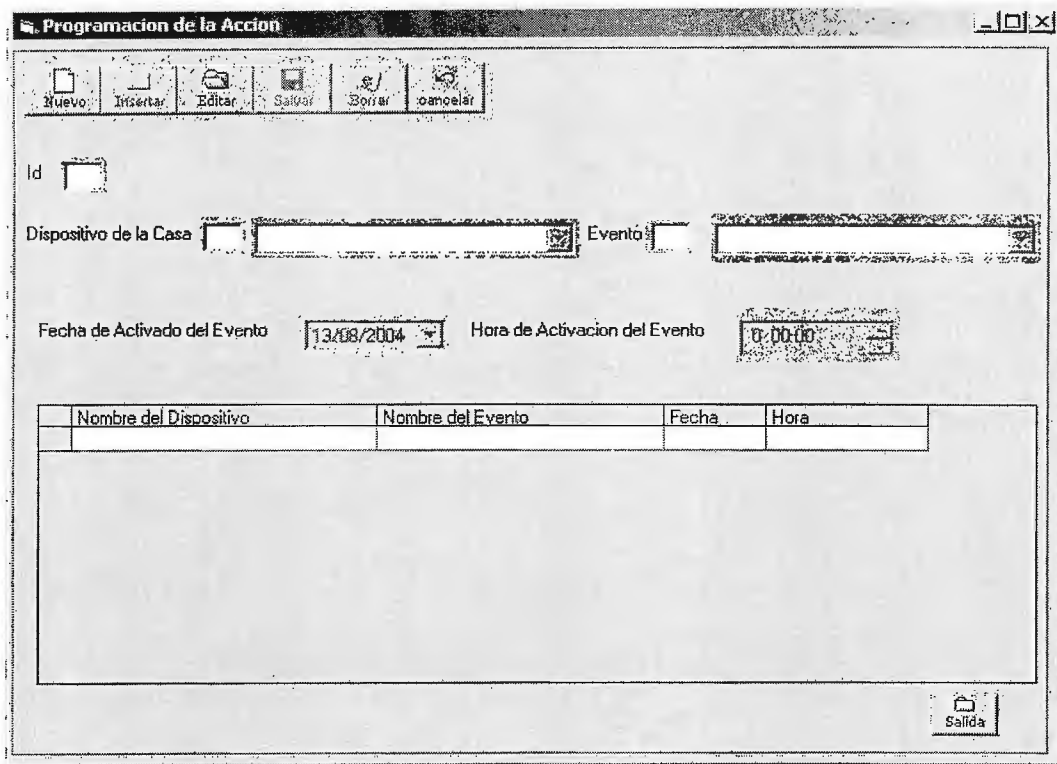 Programacion de la Accion
Nuevo Insertar Editar Salvar Borrar cancelar
Id
Dispositivo de la Casa Evento
Fecha de Activado del Evento 13/08/2004 Hora de Activacion del Evento 0:00:00
Nombre del Dispositivo Nombre del Evento Fecha Hora
Salida